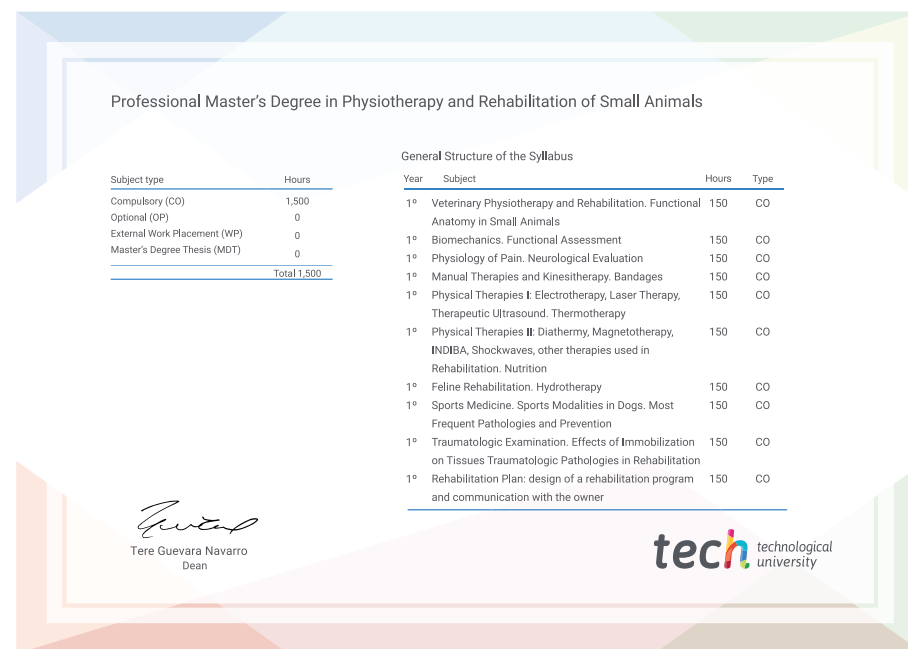 Professional Master's Degree in Physiotherapy and Rehabilitation of Small Animals
Subject type Hours
Compulsory (CO) 1,500
Optional (OP) 0
External Work Placement (WP) 0
Master's Degree Thesis (MDT) 0
Total 1,500
General Structure of the Syllabus
Year Subject Hours Type
1º Veterinary Physiotherapy and Rehabilitation. Functional 150 CO
Anatomy in Small Animals
1º Biomechanics. Functional Assessment 150 CO
1º Physiology of Pain. Neurological Evaluation 150 CO
1º Manual Therapies and Kinesitherapy. Bandages 150 CO
1º Physical Therapies I: Electrotherapy, Laser Therapy, 150 CO
Therapeutic Ultrasound. Thermotherapy
1º Physical Therapies II: Diathermy, Magnetotherapy, 150 CO
INDIBA, Shockwaves, other therapies used in
Rehabilitation. Nutrition
1º Feline Rehabilitation. Hydrotherapy 150 CO
1º Sports Medicine. Sports Modalities in Dogs. Most 150 CO
Frequent Pathologies and Prevention
1º Traumatologic Examination. Effects of Immobilization 150 CO
on Tissues Traumatologic Pathologies in Rehabilitation
1º Rehabilitation Plan: design of a rehabilitation program 150 CO
and communication with the owner
Tere Guevara Navarro
Dean
tech technological
university